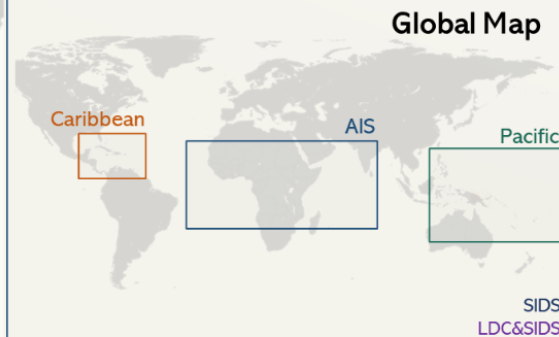 Global Map
Caribbean
AIS
Pacific
SIDS
LDC&SIDS